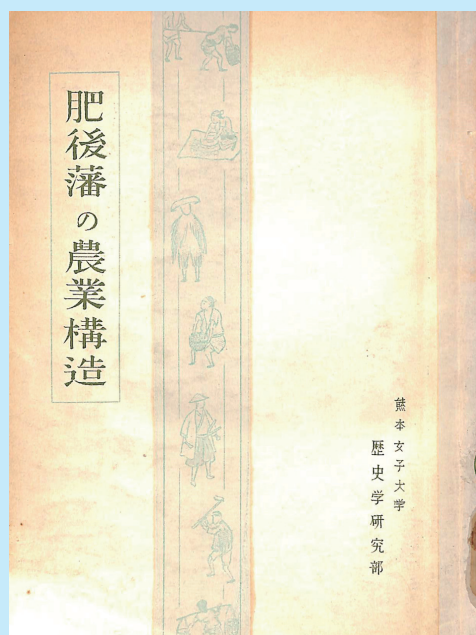 肥後藩の農業構造
熊本女子大学
歴史学研究部